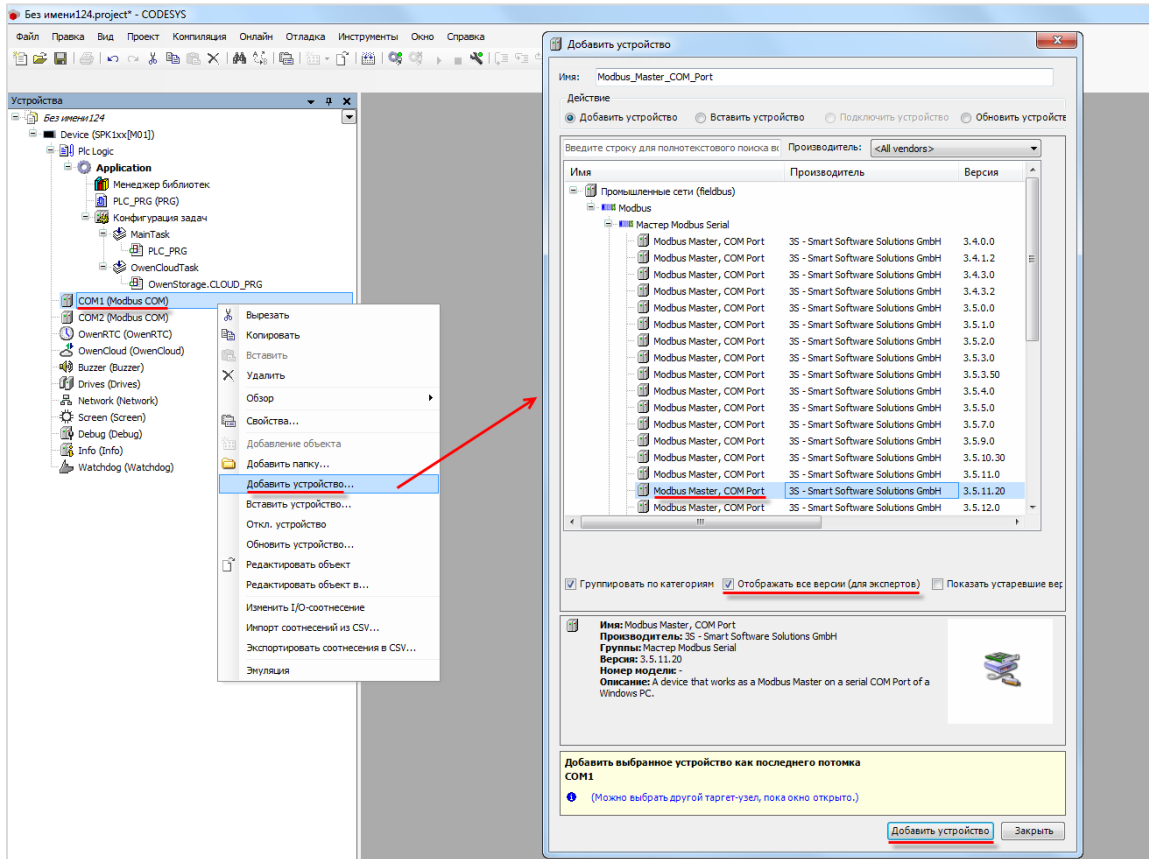 Без имени124.project* - CODESYS
Файл Правка Вид Проект Компиляция Онлайн Отладка Инструменты Окно Справка
Устройства
Без имени124
Device (SPK1xx[M01])
Plc Logic
Application
Менеджер библиотек
PLC_PRG (PRG)
Конфигурация задач
MainTask
PLC_PRG
OwenCloudTask
OwenStorage.CLOUD_PRG
COM1 (Modbus COM)
COM2 (Modbus COM)
OwenRTC (OwenRTC)
OwenCloud (OwenCloud)
Buzzer (Buzzer)
Drives (Drives)
Network (Network)
Screen (Screen)
Debug (Debug)
Info (Info)
Watchdog (Watchdog)
Вырезать
Копировать
Вставить
Удалить
Обзор
Свойства...
Добавление объекта
Добавить папку...
Добавить устройство...
Вставить устройство...
Откл. устройство
Обновить устройство...
Редактировать объект
Редактировать объект в...
Изменить I/O-соотнесение
Импорт соотнесений из CSV...
Экспортировать соотнесения в CSV...
Эмуляция
Добавить устройство
Имя: Modbus_Master_COM_Port
Действие
Добавить устройство Вставить устройство Подключить устройство Обновить устройств
Введите строку для полнотекстового поиска во Производитель: <All vendors>
Имя Производитель Версия
Промышленные сети (fieldbus)
Modbus
Мастер Modbus Serial
Modbus Master, COM Port 3S - Smart Software Solutions GmbH 3.4.0.0
Modbus Master, COM Port 3S - Smart Software Solutions GmbH 3.4.1.2
Modbus Master, COM Port 3S - Smart Software Solutions GmbH 3.4.3.0
Modbus Master, COM Port 3S - Smart Software Solutions GmbH 3.4.3.2
Modbus Master, COM Port 3S - Smart Software Solutions GmbH 3.5.0.0
Modbus Master, COM Port 3S - Smart Software Solutions GmbH 3.5.1.0
Modbus Master, COM Port 3S - Smart Software Solutions GmbH 3.5.2.0
Modbus Master, COM Port 3S - Smart Software Solutions GmbH 3.5.3.0
Modbus Master, COM Port 3S - Smart Software Solutions GmbH 3.5.3.50
Modbus Master, COM Port 3S - Smart Software Solutions GmbH 3.5.4.0
Modbus Master, COM Port 3S - Smart Software Solutions GmbH 3.5.5.0
Modbus Master, COM Port 3S - Smart Software Solutions GmbH 3.5.7.0
Modbus Master, COM Port 3S - Smart Software Solutions GmbH 3.5.9.0
Modbus Master, COM Port 3S - Smart Software Solutions GmbH 3.5.10.30
Modbus Master, COM Port 3S - Smart Software Solutions GmbH 3.5.11.0
Modbus Master, COM Port 3S - Smart Software Solutions GmbH 3.5.11.20
Modbus Master, COM Port 3S - Smart Software Solutions GmbH 3.5.12.0
Группировать по категориям Отображать все версии (для экспертов) Показать устаревшие вер
Имя: Modbus Master, COM Port
Производитель: 3S - Smart Software Solutions GmbH
Группы: Мастер Modbus Serial
Версия: 3.5.11.20
Номер модели: -
Описание: A device that works as a Modbus Master on a serial COM Port of a
Windows PC.
Добавить выбранное устройство как последнего потомка
COM1
(Можно выбрать другой таргет-узел, пока окно открыто.)
Добавить устройство Закрыть